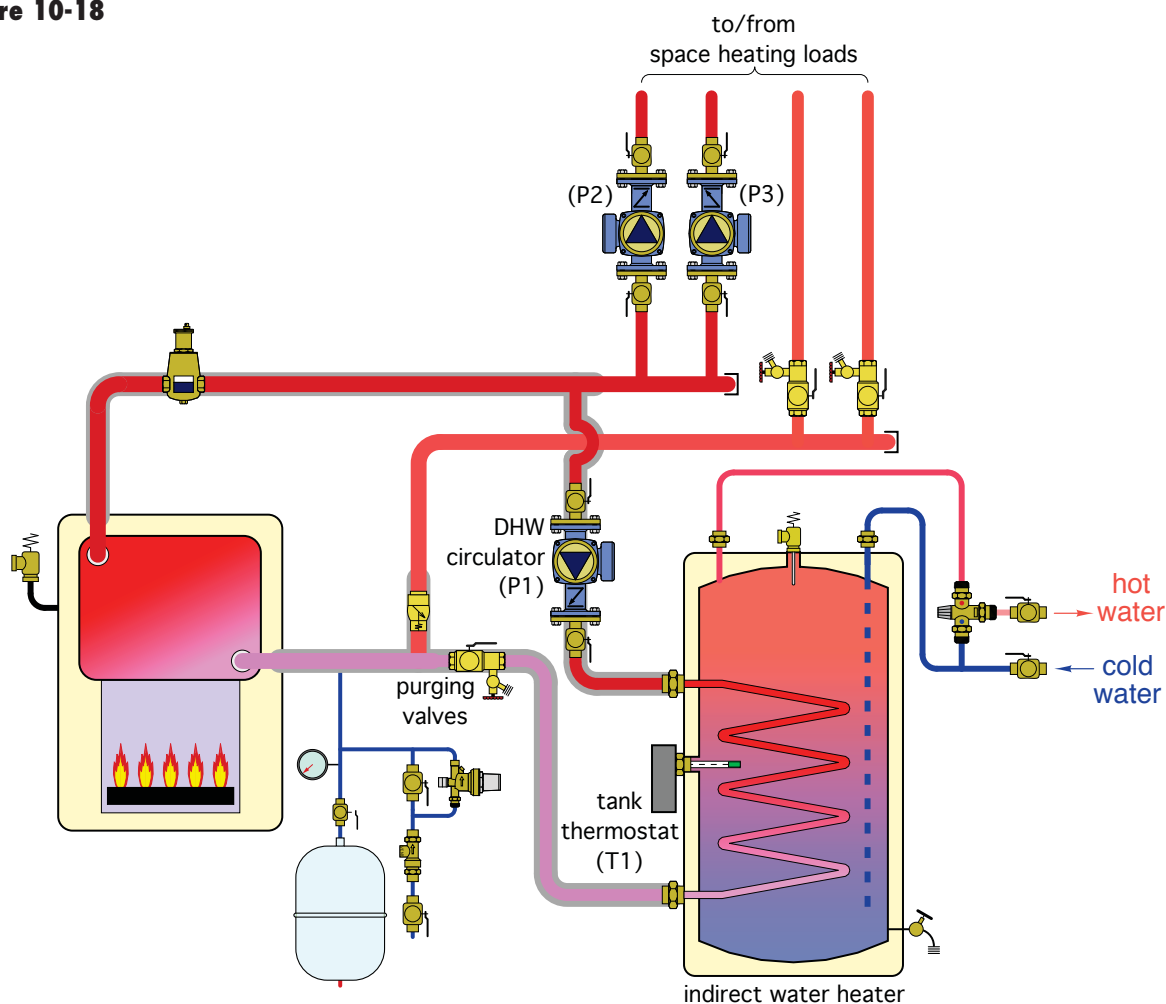 re 10-18
to/from
space heating loads
(P2)
(P3)
DHW
circulator
(P1)
hot
water
cold
water
purging
valves
tank
thermostat
(T1)
indirect water heater